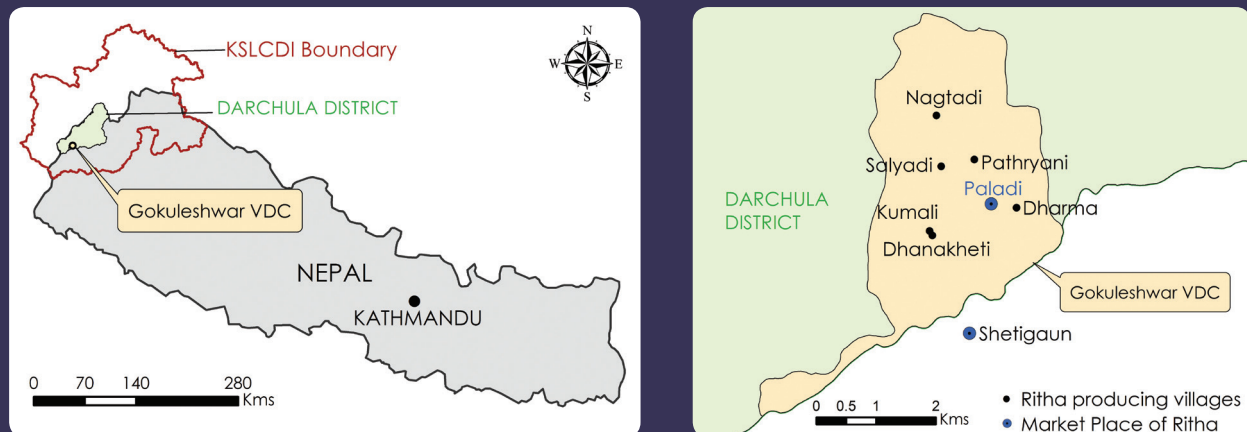 KSLCDI Boundary
N
W
E
S
DARCHULA DISTRICT
Gokuleshwar VDC
NEPAL
KATHMANDU
0 70 140 280
Kms
Nagtadi
Salyadi
Pathryani
Paladi
DARCHULA
DISTRICT
Kumali
Dharma
Dhanakheti
Gokuleshwar VDC
Shetigaun
0 0.5 1 2
Kms
Ritha producing villages
Market Place of Ritha